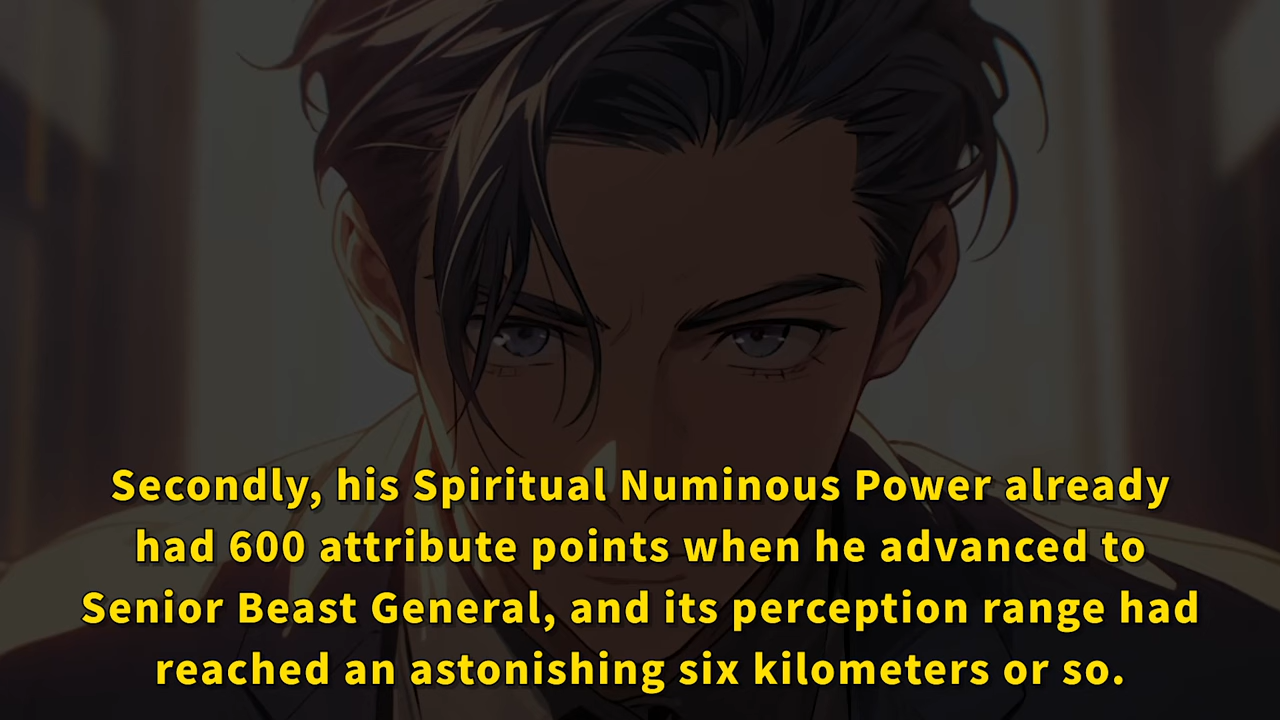 Secondly, his Spiritual Numinous Power already
had 600 attribute points when he advanced to
Senior Beast General, and its perception range had
reached an astonishing six kilometers or so.